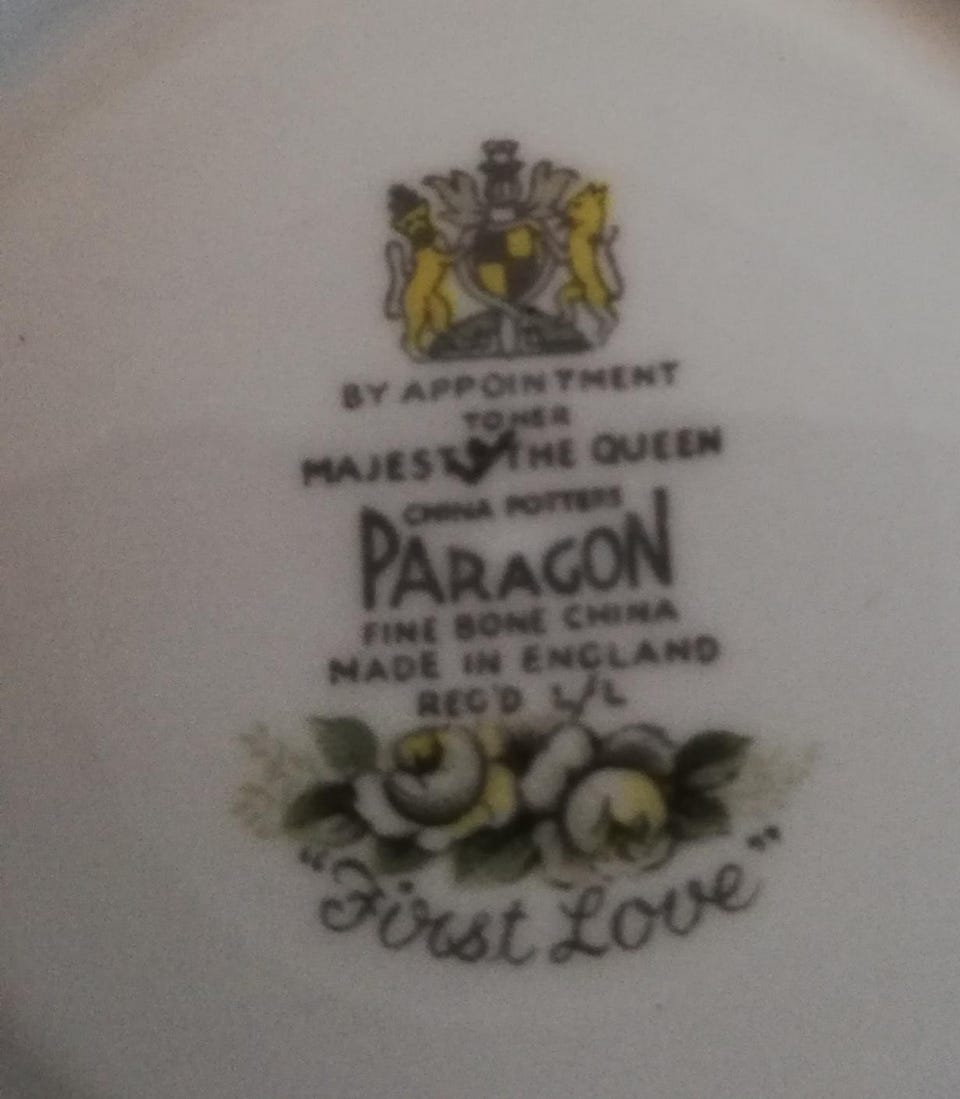 BY APPOINTMENT
TO HER
MAJESTY THE QUEEN
CHINA POTTERS
PARAGON
FINE BONE CHINA
MADE IN ENGLAND
REG'D
"First Love"